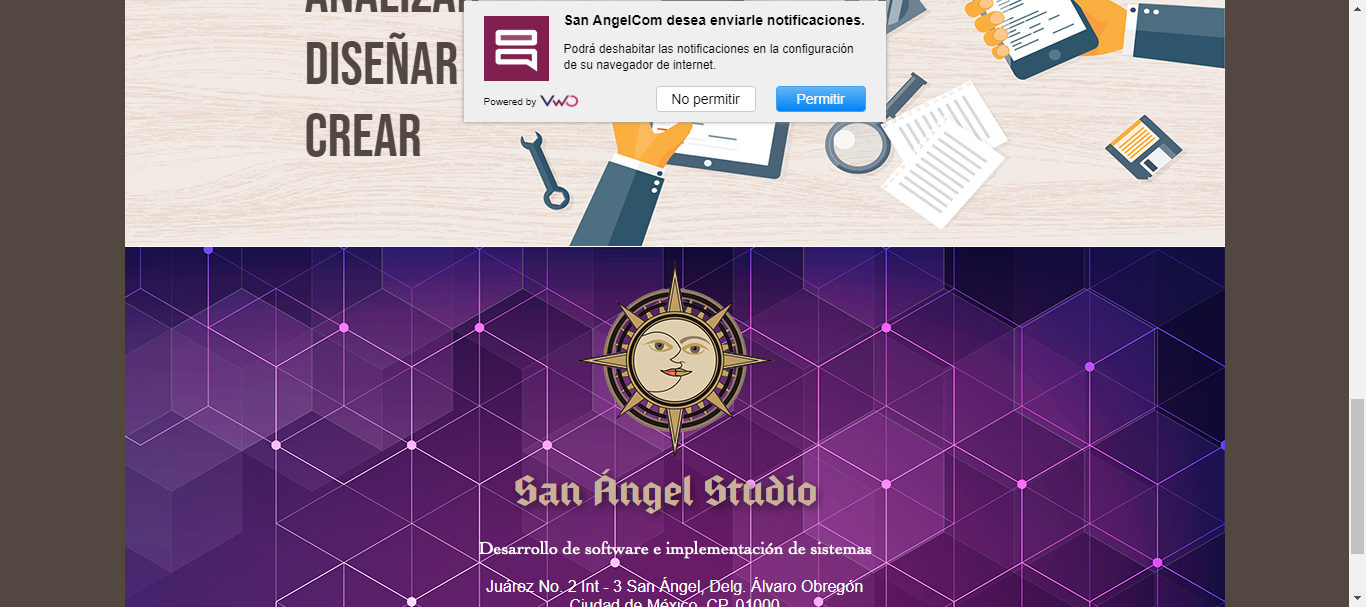 San AngelCom desea enviarle notificaciones.
Podrá deshabitar las notificaciones en la configuración
de su navegador de internet.
Powered by VWO
No permitir
Permitir
ANALIZAR
DISEÑAR
CREAR
San Ángel Studio
Desarrollo de software e implementación de sistemas
Juárez No. 2 Int - 3 San Ángel, Delg. Álvaro Obregón
Ciudad de México, CP. 01000